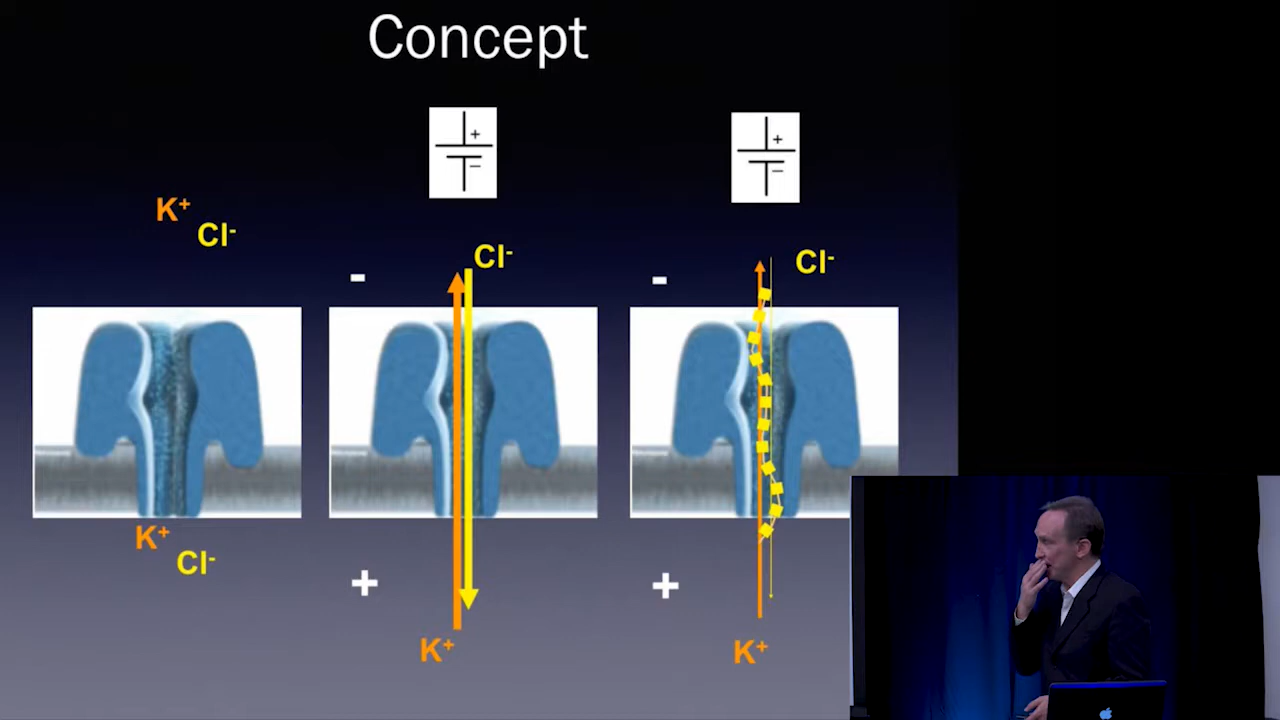 Concept
+
−
+
−
K+
Cl-
-
Cl-
-
Cl-
K+
Cl-
+
K+
+
K+